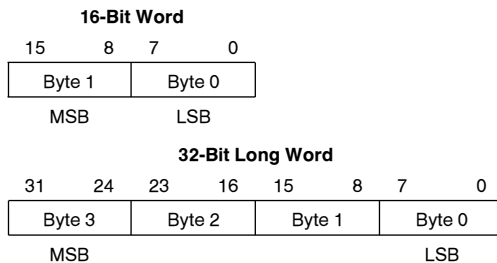 16-Bit Word
15 8 7 0
Byte 1 Byte 0
MSB LSB
32-Bit Long Word
31 24 23 16 15 8 7 0
Byte 3 Byte 2 Byte 1 Byte 0
MSB LSB